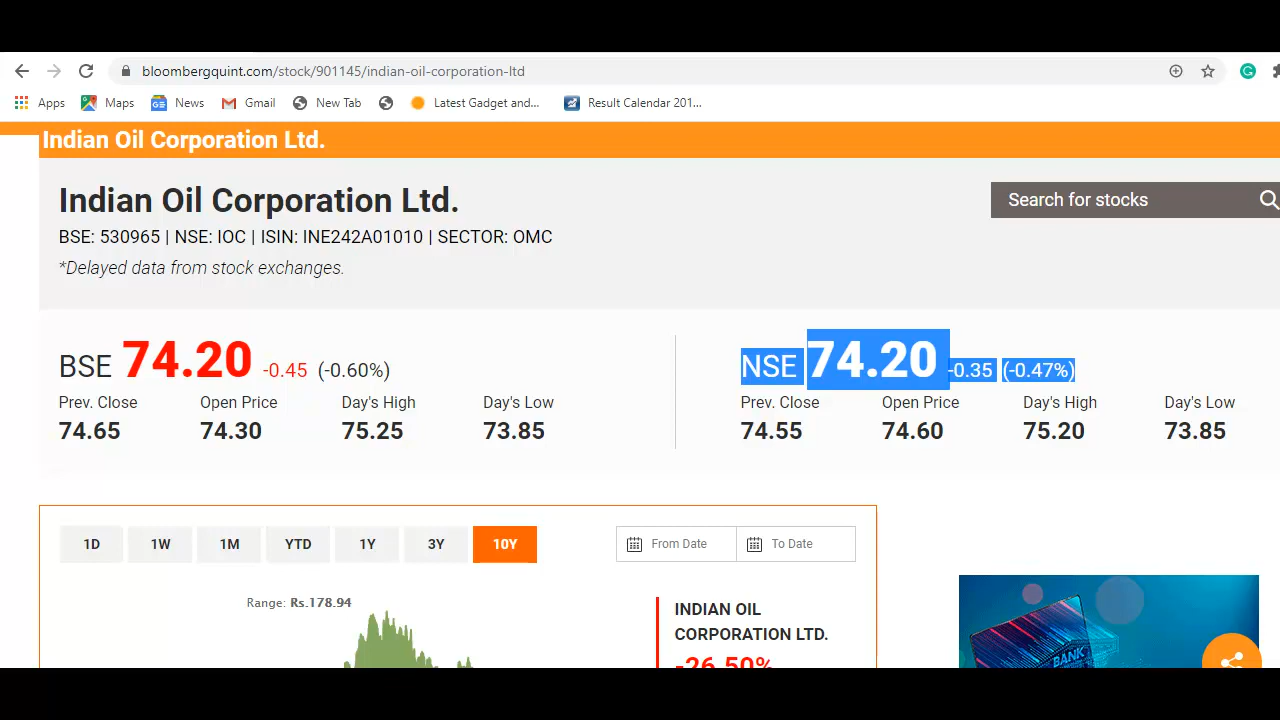 bloombergquint.com/stock/901145/indian-oil-corporation-ltd
Apps Maps News Gmail New Tab Latest Gadget and... Result Calendar 201...
Indian Oil Corporation Ltd.
Indian Oil Corporation Ltd.
Search for stocks
BSE: 530965 | NSE: IOC | ISIN: INE242A01010 | SECTOR: OMC
*Delayed data from stock exchanges.
BSE 74.20 -0.45 (-0.60%)
Prev. Close Open Price Day's High Day's Low
74.65 74.30 75.25 73.85
NSE 74.20 -0.35 (-0.47%)
Prev. Close Open Price Day's High Day's Low
74.55 74.60 75.20 73.85
1D 1W 1M YTD 1Y 3Y 10Y
From Date To Date
Range: Rs.178.94
INDIAN OIL
CORPORATION LTD.
-26.50%
BANK